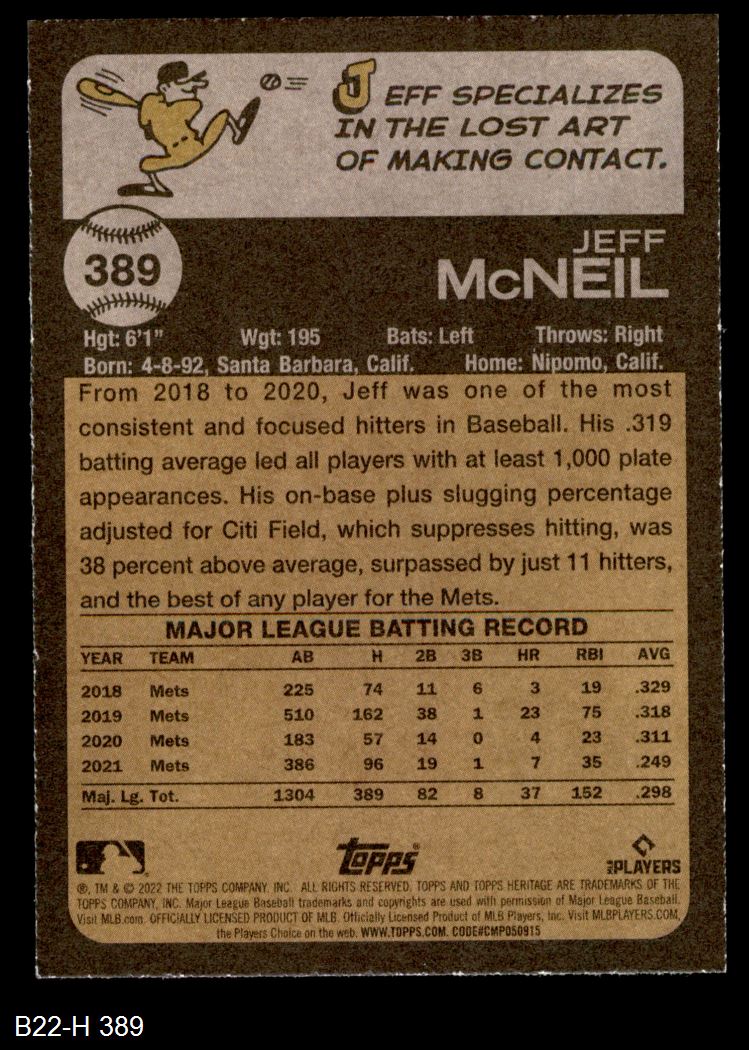 JEFF SPECIALIZES
IN THE LOST ART
OF MAKING CONTACT.
389
JEFF
McNEIL
Hgt: 6'1" Wgt: 195 Bats: Left Throws: Right
Born: 4-8-92, Santa Barbara, Calif. Home: Nipomo, Calif.
From 2018 to 2020, Jeff was one of the most
consistent and focused hitters in Baseball. His .319
batting average led all players with at least 1,000 plate
appearances. His on-base plus slugging percentage
adjusted for Citi Field, which suppresses hitting, was
38 percent above average, surpassed by just 11 hitters,
and the best of any player for the Mets.
MAJOR LEAGUE BATTING RECORD
YEAR TEAM AB H 2B 3B HR RBI AVG
2018 Mets 225 74 11 6 3 19 .329
2019 Mets 510 162 38 1 23 75 .318
2020 Mets 183 57 14 0 4 23 .311
2021 Mets 386 96 19 1 7 35 .249
Maj. Lg. Tot. 1304 389 82 8 37 152 .298
topps®
MLB PLAYERS
®, TM & © 2022 THE TOPPS COMPANY, INC. ALL RIGHTS RESERVED. TOPPS AND TOPPS HERITAGE ARE TRADEMARKS OF THE
TOPPS COMPANY, INC. Major League Baseball trademarks and copyrights are used with permission of Major League Baseball.
Visit MLB.com. OFFICIALLY LICENSED PRODUCT OF MLB. Officially Licensed Product of MLB Players, Inc. Visit MLBPLAYERS.COM,
the Players Choice on the web. WWW.TOPPS.COM. CODE#CMP050915
B22-H 389